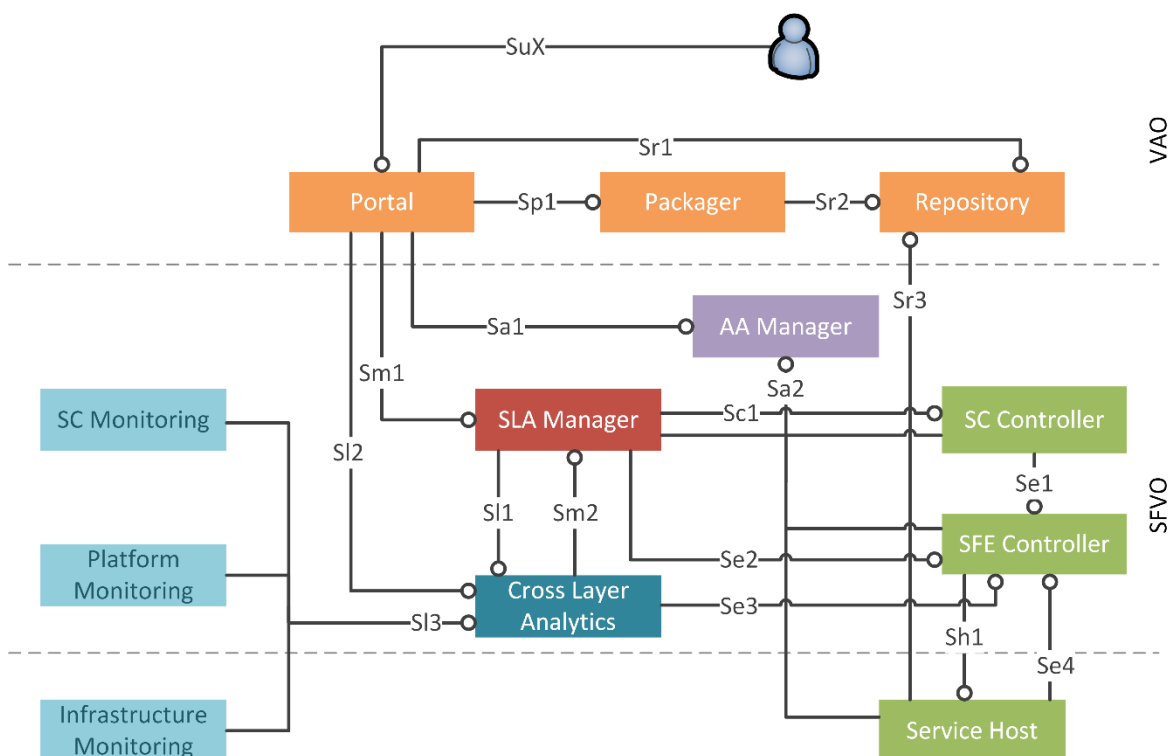 SuX
VAO
Sr1
Portal
Sp1
Packager
Sr2
Repository
Sr3
Sa1
AA Manager
Sm1
Sa2
SC Monitoring
SLA Manager
Sc1
SC Controller
Sl2
Sl1
Sm2
Se1
SFVO
Platform
Monitoring
Se2
SFE Controller
Cross Layer
Analytics
Se3
Sl3
Sh1
Se4
Infrastructure
Monitoring
Service Host